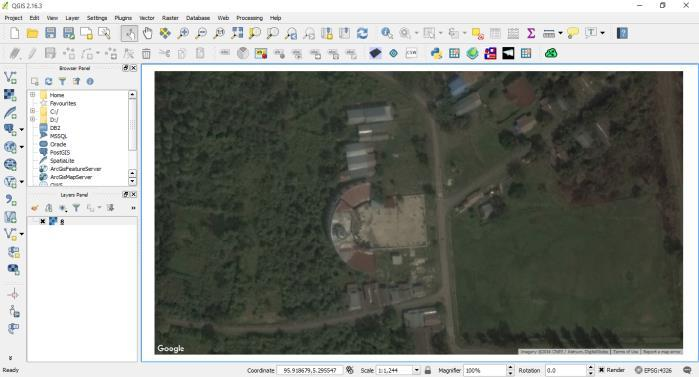 QGIS 2.16.3
Project Edit View Layer Settings Plugins Vector Raster Database Web Processing Help
Browser Panel
Home
Favourites
C:/
D:/
DB2
MSSQL
Oracle
PostGIS
SpatiaLite
ArcGisFeatureServer
ArcGisMapServer
OWS
Layers Panel
8
Google
Imagery ©2016 CNES / Astrium, DigitalGlobe | Terms of Use | Report a map error
Ready Coordinate 95.918679,5.295547 Scale 1:1,244 Magnifier 100% Rotation 0.0 Render EPSG:4326